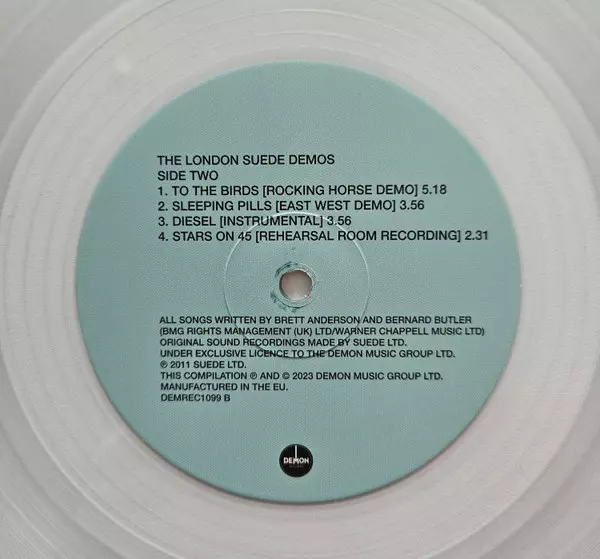 THE LONDON SUEDE DEMOS
SIDE TWO
1. TO THE BIRDS [ROCKING HORSE DEMO] 5.18
2. SLEEPING PILLS [EAST WEST DEMO] 3.56
3. DIESEL [INSTRUMENTAL] 3.56
4. STARS ON 45 [REHEARSAL ROOM RECORDING] 2.31
ALL SONGS WRITTEN BY BRETT ANDERSON AND BERNARD BUTLER
(BMG RIGHTS MANAGEMENT (UK) LTD/WARNER CHAPPELL MUSIC LTD)
ORIGINAL SOUND RECORDINGS MADE BY SUEDE LTD.
UNDER EXCLUSIVE LICENCE TO THE DEMON MUSIC GROUP LTD.
℗ 2011 SUEDE LTD.
THIS COMPILATION ℗ AND © 2023 DEMON MUSIC GROUP LTD.
MANUFACTURED IN THE EU.
DEMREC1099 B
DEMON